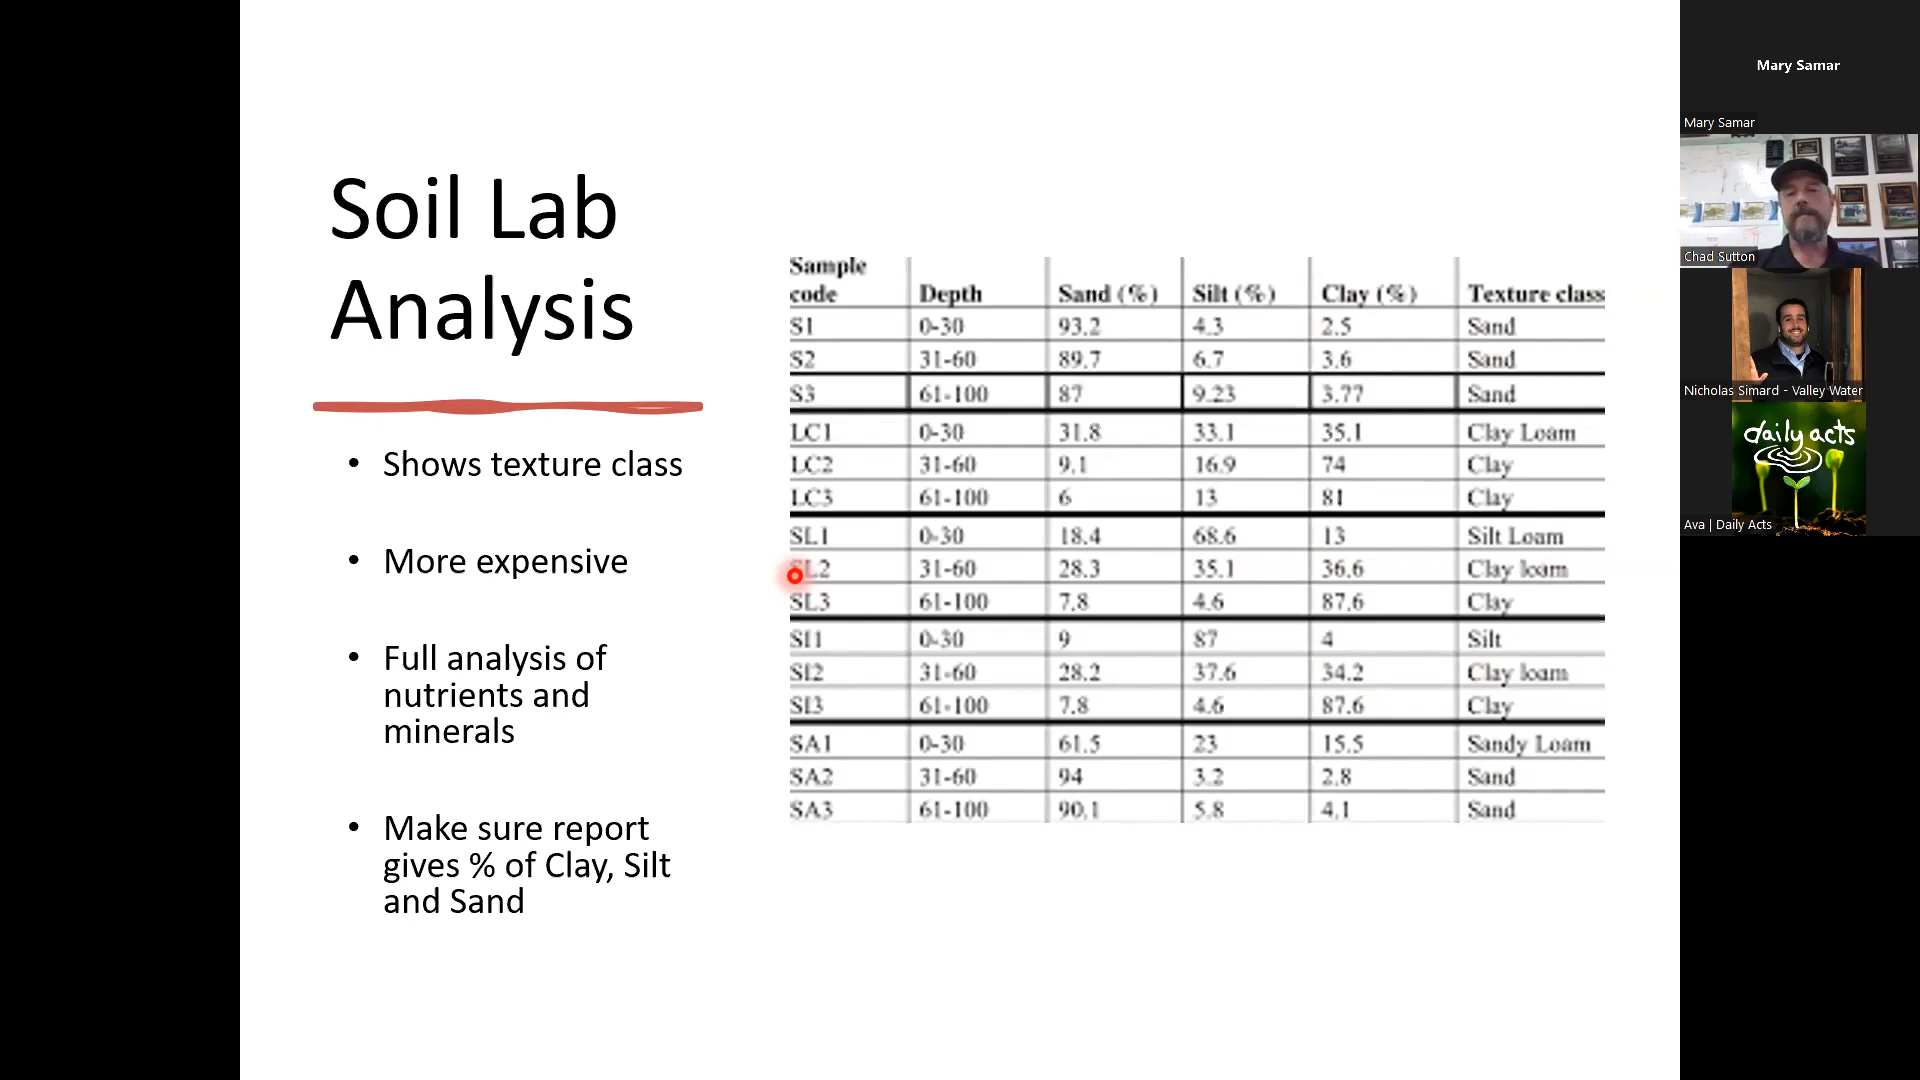 Soil Lab
Analysis
• Shows texture class
• More expensive
• Full analysis of
nutrients and
minerals
• Make sure report
gives % of Clay, Silt
and Sand
Sample code Depth Sand (%) Silt (%) Clay (%) Texture class
S1 0-30 93.2 4.3 2.5 Sand
S2 31-60 89.7 6.7 3.6 Sand
S3 61-100 87 9.23 3.77 Sand
LC1 0-30 31.8 33.1 35.1 Clay Loam
LC2 31-60 9.1 16.9 74 Clay
LC3 61-100 6 13 81 Clay
SL1 0-30 18.4 68.6 13 Silt Loam
SL2 31-60 28.3 35.1 36.6 Clay loam
SL3 61-100 7.8 4.6 87.6 Clay
SI1 0-30 9 87 4 Silt
SI2 31-60 28.2 37.6 34.2 Clay loam
SI3 61-100 7.8 4.6 87.6 Clay
SA1 0-30 61.5 23 15.5 Sandy Loam
SA2 31-60 94 3.2 2.8 Sand
SA3 61-100 90.1 5.8 4.1 Sand
Mary Samar
Mary Samar
Chad Sutton
Nicholas Simard - Valley Water
daily acts
Ava | Daily Acts